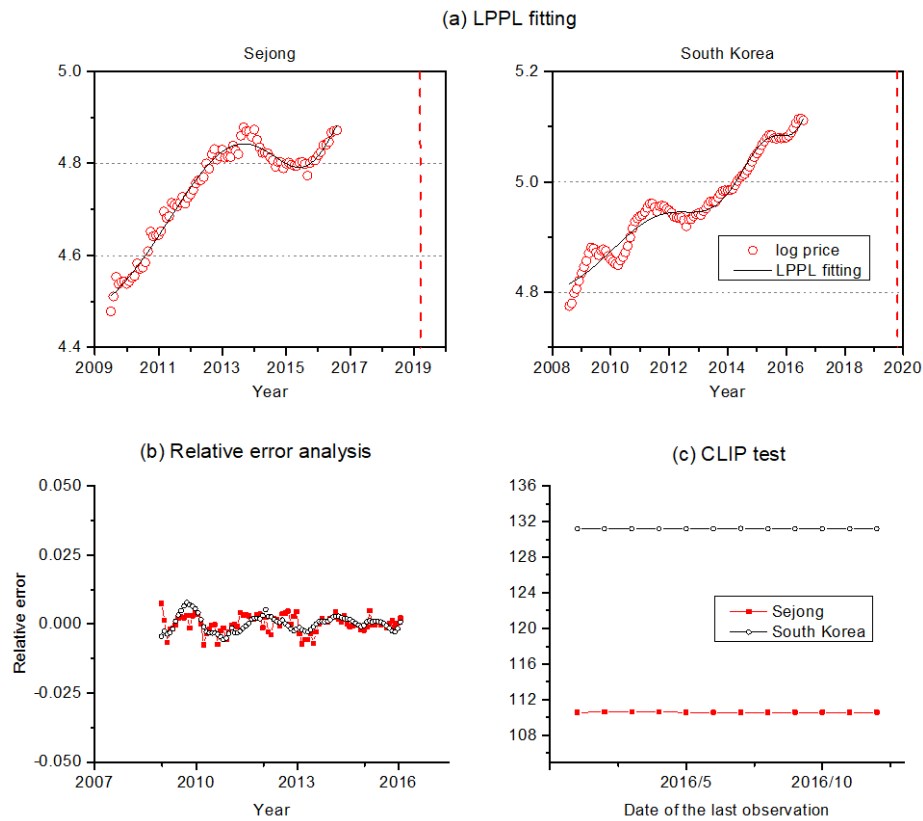 (a) LPPL fitting
Sejong
5.0
4.8
4.6
4.4
2009 2011 2013 2015 2017 2019
Year
South Korea
5.2
5.0
4.8
2008 2010 2012 2014 2016 2018 2020
Year
log price
LPPL fitting
(b) Relative error analysis
0.050
0.025
0.000
-0.025
-0.050
Relative error
2007 2010 2013 2016
Year
(c) CLIP test
136
132
128
124
120
116
112
108
Sejong
South Korea
2016/5 2016/10
Date of the last observation